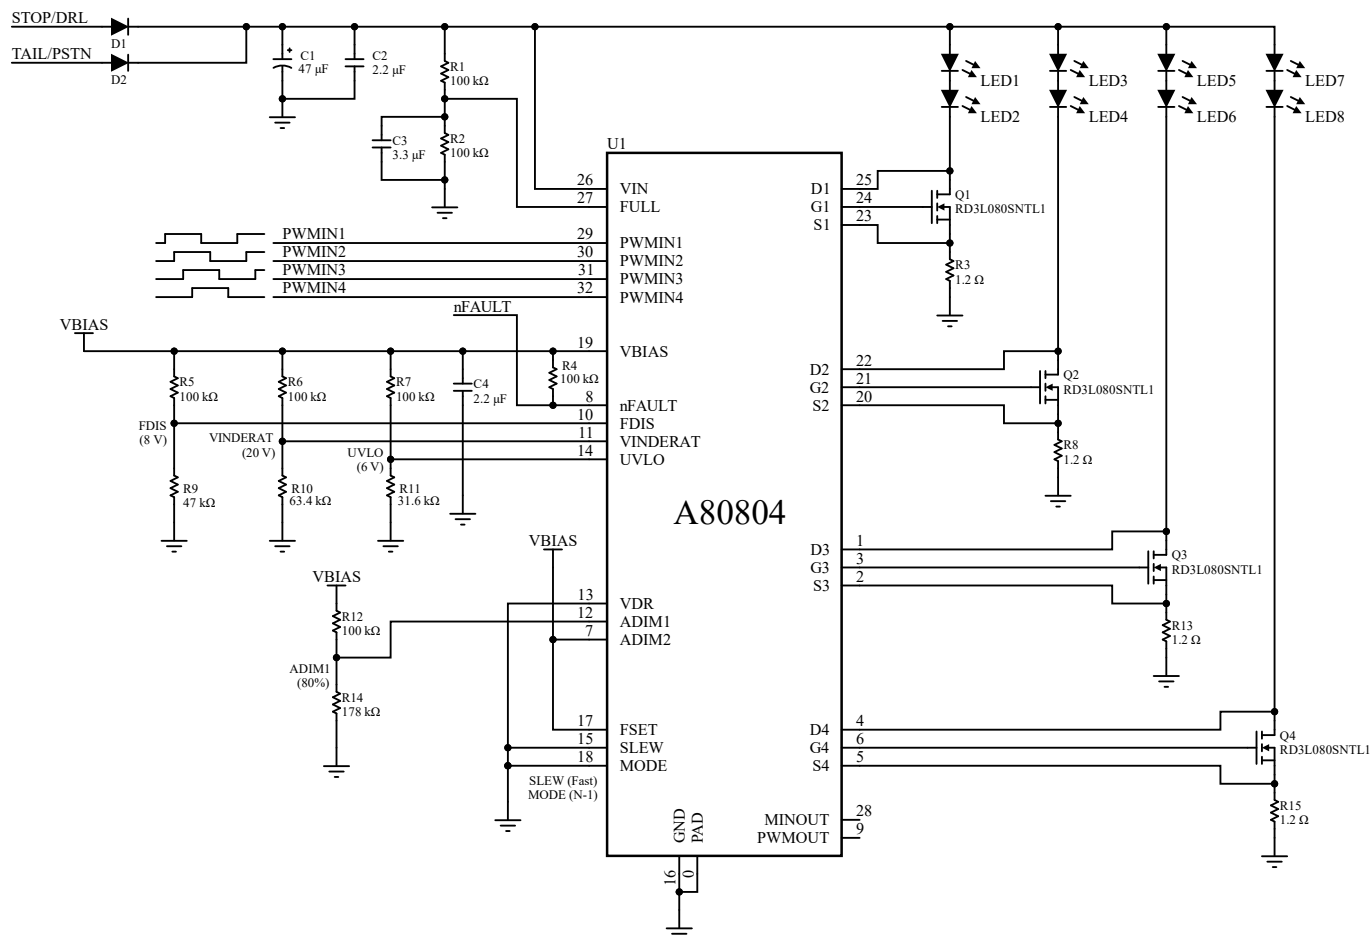 STOP/DRL
D1
TAIL/PSTN
D2
C1
47 µF
C2
2.2 µF
R1
100 kΩ
C3
3.3 µF
R2
100 kΩ
LED1
LED2
LED3
LED4
LED5
LED6
LED7
LED8
U1
26 VIN
27 FULL
PWMIN1 29 PWMIN1
PWMIN2 30 PWMIN2
PWMIN3 31 PWMIN3
PWMIN4 32 PWMIN4
nFAULT
VBIAS
19 VBIAS
R4
100 kΩ
8 nFAULT
10 FDIS
11 VINDERAT
14 UVLO
R5
100 kΩ
R6
100 kΩ
R7
100 kΩ
C4
2.2 µF
FDIS
(8 V)
VINDERAT
(20 V)
UVLO
(6 V)
R9
47 kΩ
R10
63.4 kΩ
R11
31.6 kΩ
A80804
VBIAS
VBIAS
R12
100 kΩ
ADIM1
(80%)
R14
178 kΩ
13 VDR
12 ADIM1
7 ADIM2
17 FSET
15 SLEW
18 MODE
SLEW (Fast)
MODE (N-1)
D1 25
G1 24
S1 23
Q1
RD3L080SNTL1
R3
1.2 Ω
D2 22
G2 21
S2 20
Q2
RD3L080SNTL1
R8
1.2 Ω
D3 1
G3 3
S3 2
Q3
RD3L080SNTL1
R13
1.2 Ω
D4 4
G4 6
S4 5
Q4
RD3L080SNTL1
R15
1.2 Ω
MINOUT 28
PWMOUT 9
GND
PAD
16
0